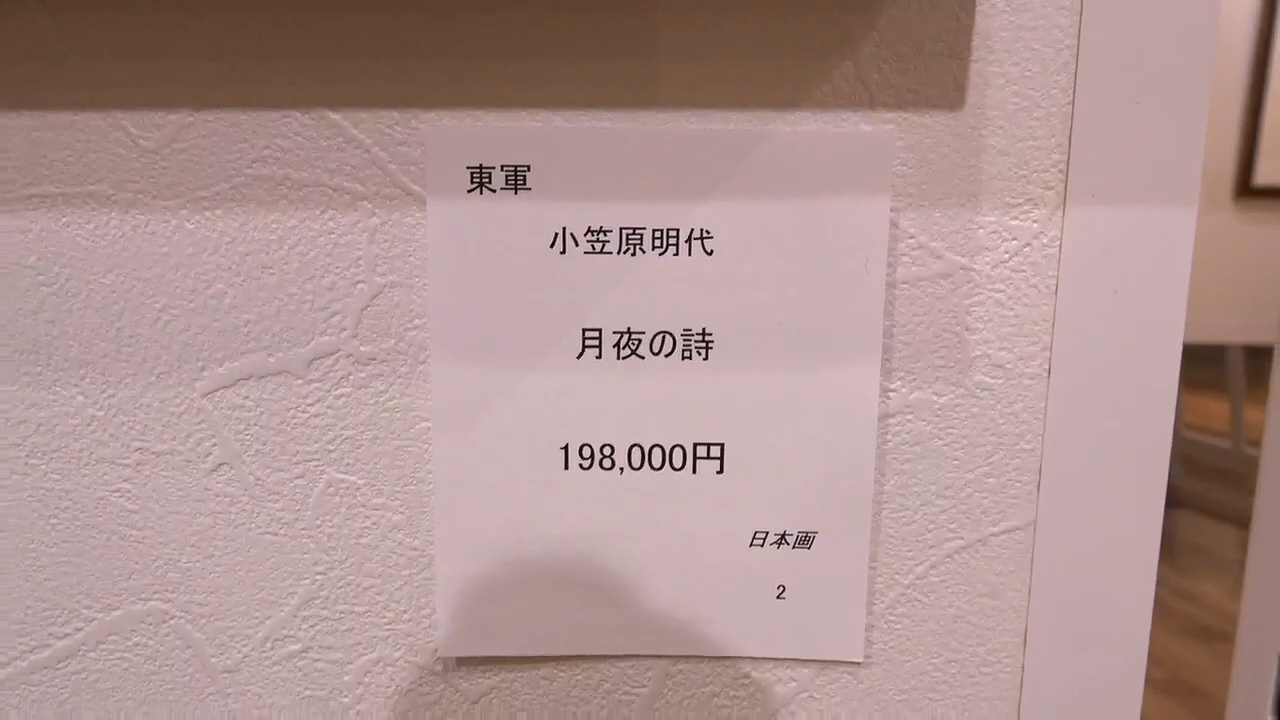 東軍
小笠原明代
月夜の詩
198,000円
日本画
2